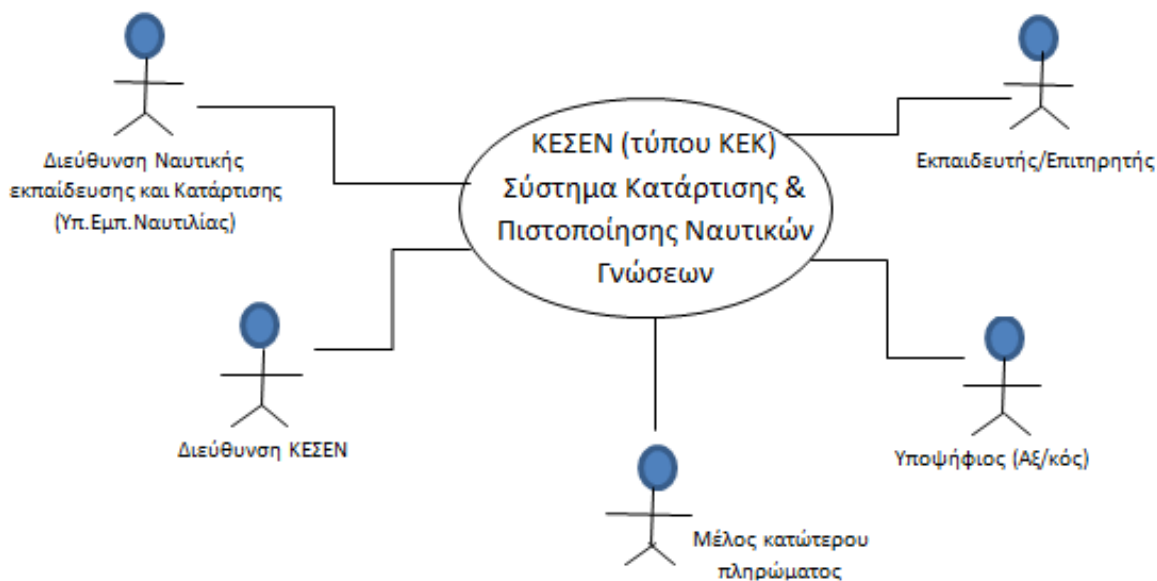 Διεύθυνση Ναυτικής
εκπαίδευσης και Κατάρτισης
(Υπ.Εμπ.Ναυτιλίας)
ΚΕΣΕΝ (τύπου ΚΕΚ)
Σύστημα Κατάρτισης &
Πιστοποίησης Ναυτικών
Γνώσεων
Εκπαιδευτής/Επιτηρητής
Διεύθυνση ΚΕΣΕΝ
Υποψήφιος (Αξ/κός)
Μέλος κατώτερου
πληρώματος